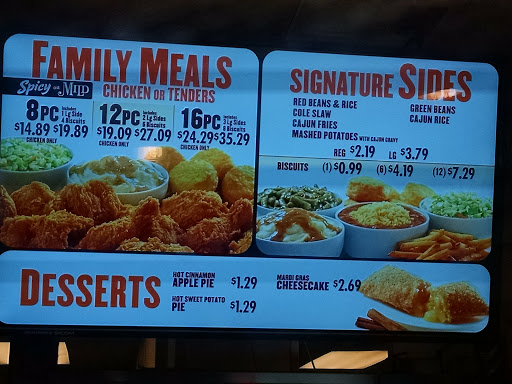 FAMILY MEALS
Spicy OR MILD
CHICKEN OR TENDERS
8PC includes 1 Lg Side 4 Biscuits
$14.89 $19.89
CHICKEN ONLY
12PC includes 2 Lg Sides 6 Biscuits
$19.09 $27.09
CHICKEN ONLY
16PC includes 3 Lg Sides 8 Biscuits
$24.29 $35.29
CHICKEN ONLY
SIGNATURE SIDES
RED BEANS & RICE
COLE SLAW
CAJUN FRIES
MASHED POTATOES WITH CAJUN GRAVY
GREEN BEANS
CAJUN RICE
REG $2.19 LG $3.79
BISCUITS (1) $0.99 (6) $4.19 (12) $7.29
DESSERTS
HOT CINNAMON
APPLE PIE $1.29
HOT SWEET POTATO
PIE $1.29
MARDI GRAS
CHEESECAKE $2.69